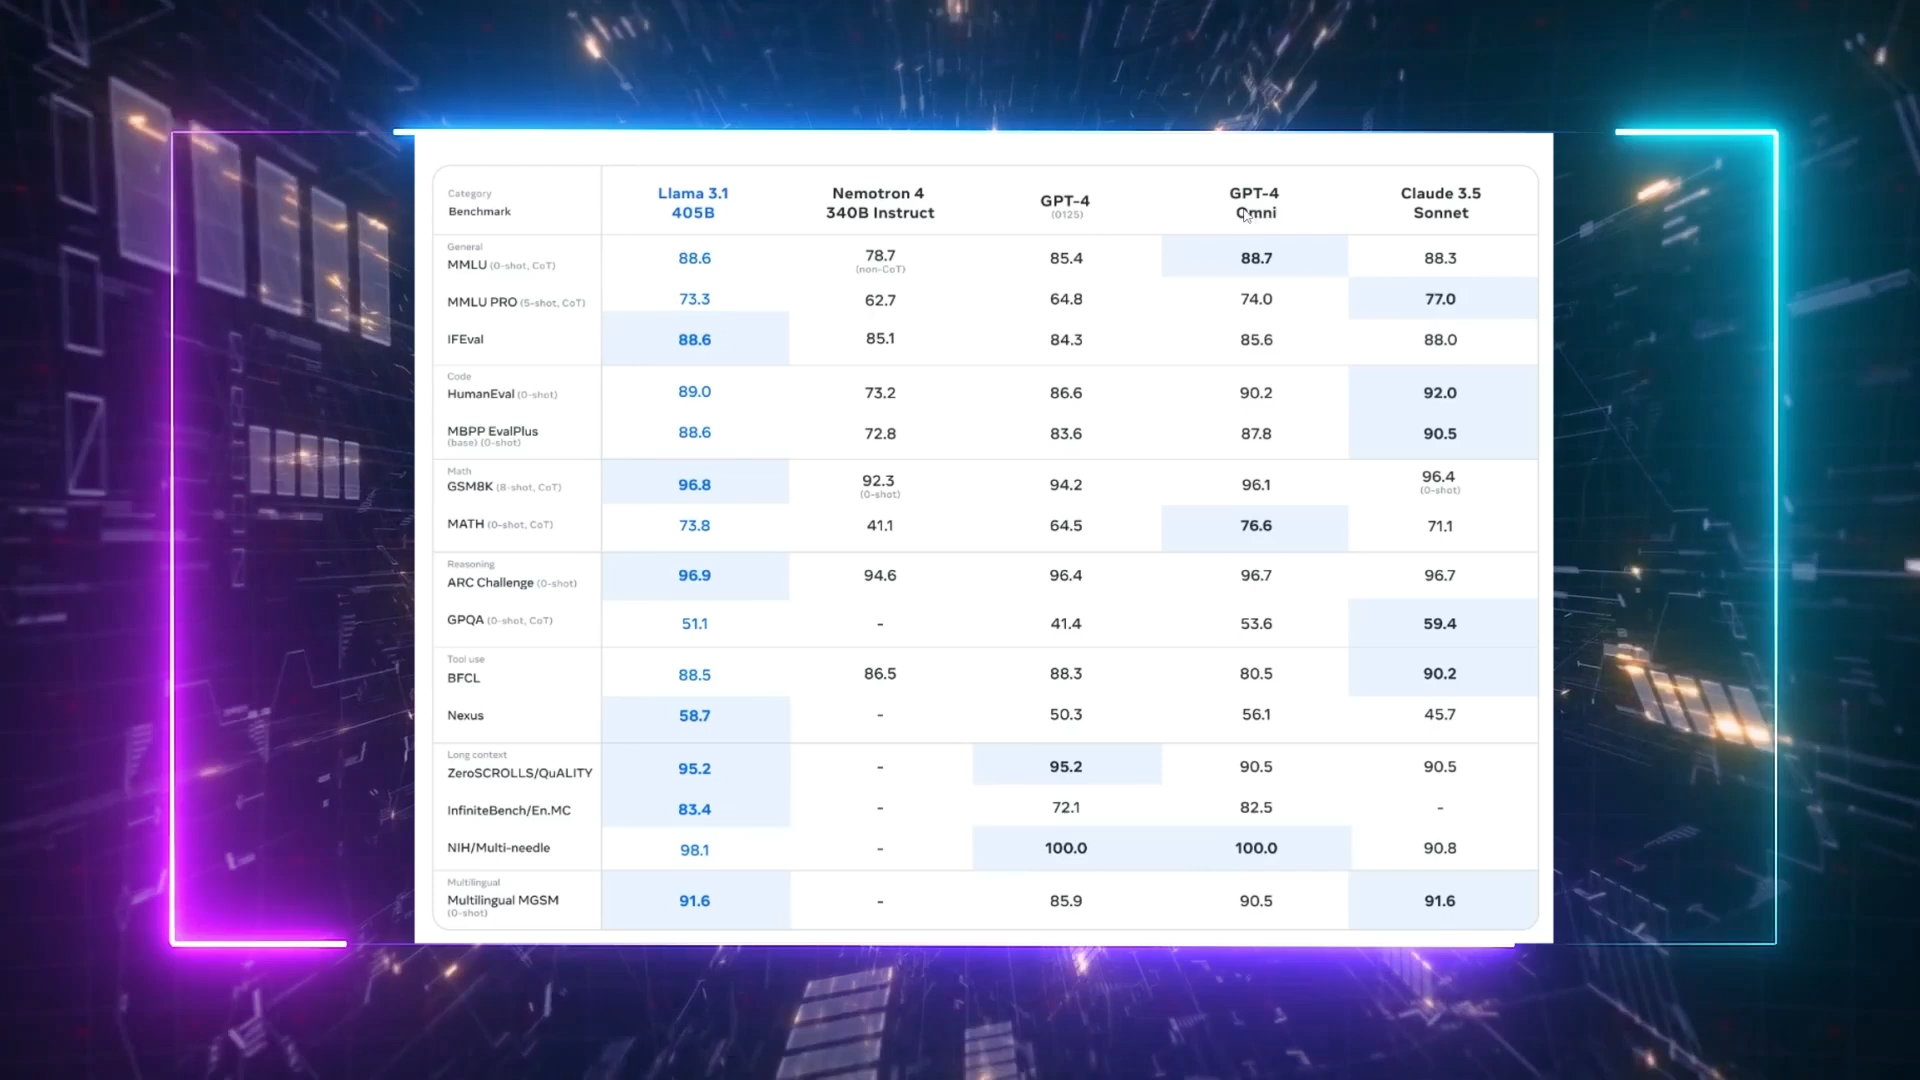 Category
Benchmark
Llama 3.1
405B
Nemotron 4
340B Instruct
GPT-4
(0125)
GPT-4
Omni
Claude 3.5
Sonnet
General
MMLU (0-shot, CoT) 88.6 78.7 85.4 88.7 88.3
(non-CoT)
MMLU PRO (5-shot, CoT) 73.3 62.7 64.8 74.0 77.0
IFEval 88.6 85.1 84.3 85.6 88.0
Code
HumanEval (0-shot) 89.0 73.2 86.6 90.2 92.0
MBPP EvalPlus 88.6 72.8 83.6 87.8 90.5
(base) (0-shot)
Math
GSM8K (8-shot, CoT) 96.8 92.3 94.2 96.1 96.4
(0-shot) (0-shot)
MATH (0-shot, CoT) 73.8 41.1 64.5 76.6 71.1
Reasoning
ARC Challenge (0-shot) 96.9 94.6 96.4 96.7 96.7
GPQA (0-shot, CoT) 51.1 - 41.4 53.6 59.4
Tool use
BFCL 88.5 86.5 88.3 80.5 90.2
Nexus 58.7 - 50.3 56.1 45.7
Long context
ZeroSCROLLS/QuALITY 95.2 - 95.2 90.5 90.5
InfiniteBench/En.MC 83.4 - 72.1 82.5 -
NIH/Multi-needle 98.1 - 100.0 100.0 90.8
Multilingual
Multilingual MGSM 91.6 - 85.9 90.5 91.6
(0-shot)